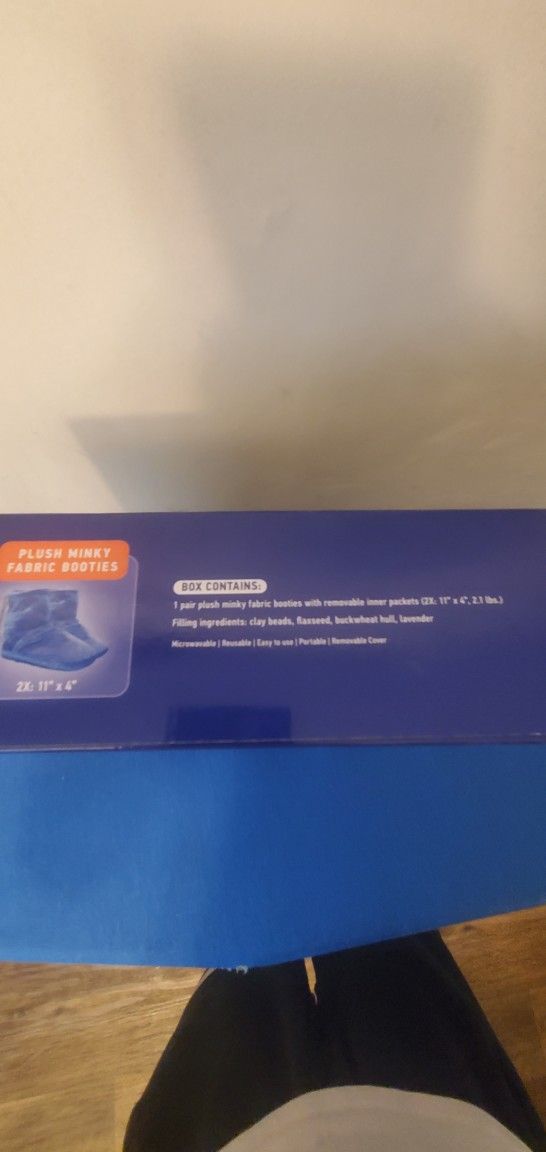 PLUSH MINKY
FABRIC BOOTIES
2X: 11" x 4"
BOX CONTAINS:
1 pair plush minky fabric booties with removable inner packets (2X: 11" x 4", 2.1 lbs.)
Filling ingredients: clay beads, flaxseed, buckwheat hull, lavender
Microwavable | Reusable | Easy to use | Portable | Removable Cover